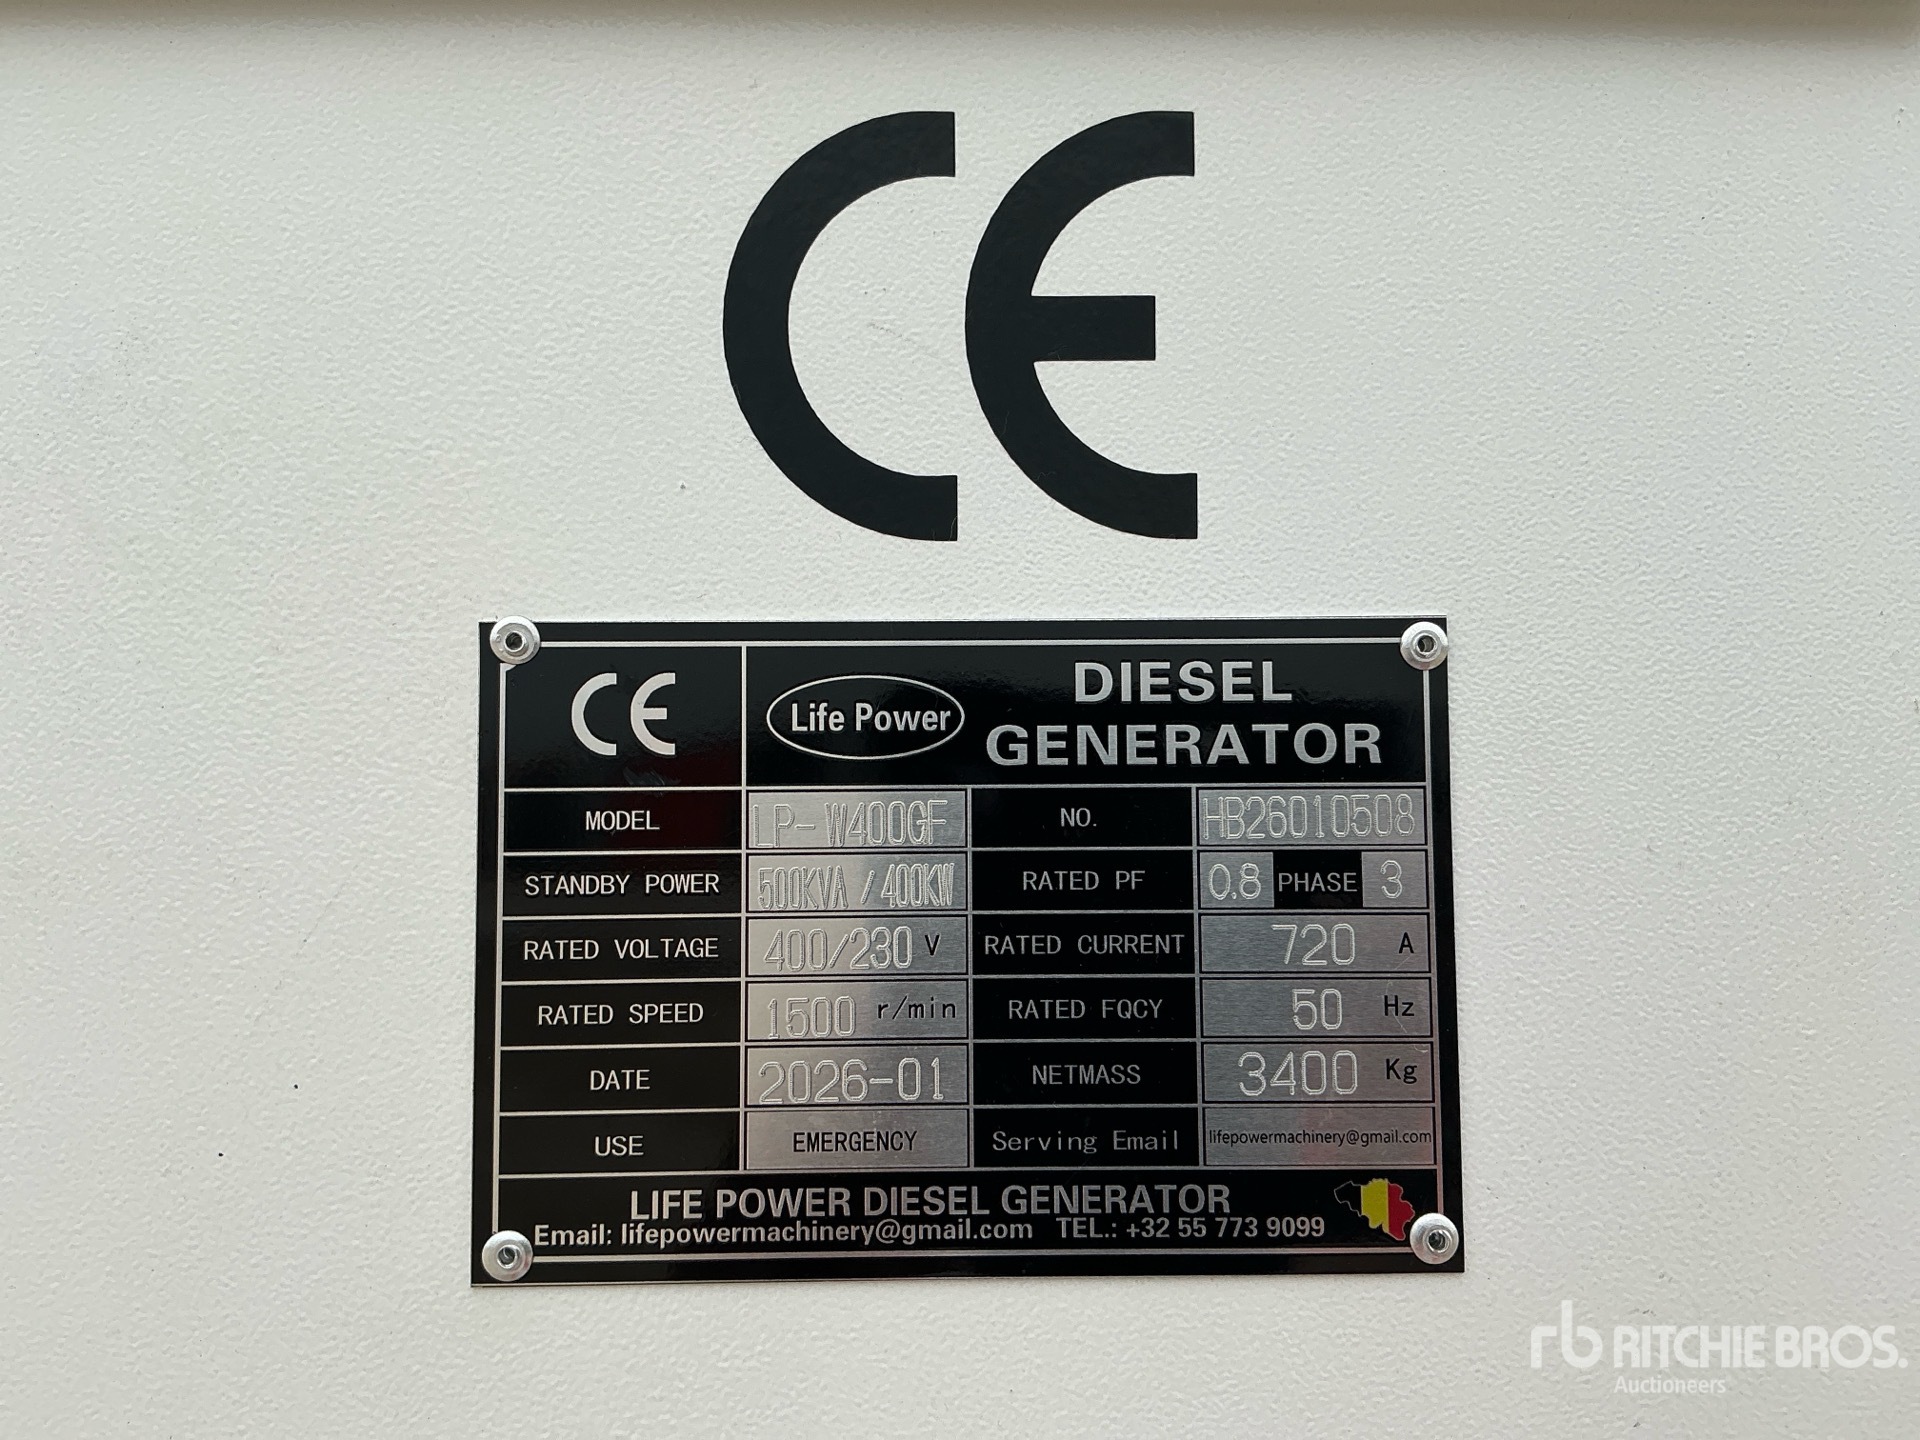 CE
CE
Life Power
DIESEL
GENERATOR
MODEL LP-W400GF NO. HB26010508
STANDBY POWER 500KVA / 400KW RATED PF 0.8 PHASE 3
RATED VOLTAGE 400/230 V RATED CURRENT 720 A
RATED SPEED 1500 r/min RATED FQCY 50 Hz
DATE 2026-01 NETMASS 3400 Kg
USE EMERGENCY Serving Email lifepowermachinery@gmail.com
LIFE POWER DIESEL GENERATOR
Email: lifepowermachinery@gmail.com TEL.: +32 55 773 9099
rb RITCHIE BROS.
Auctioneers